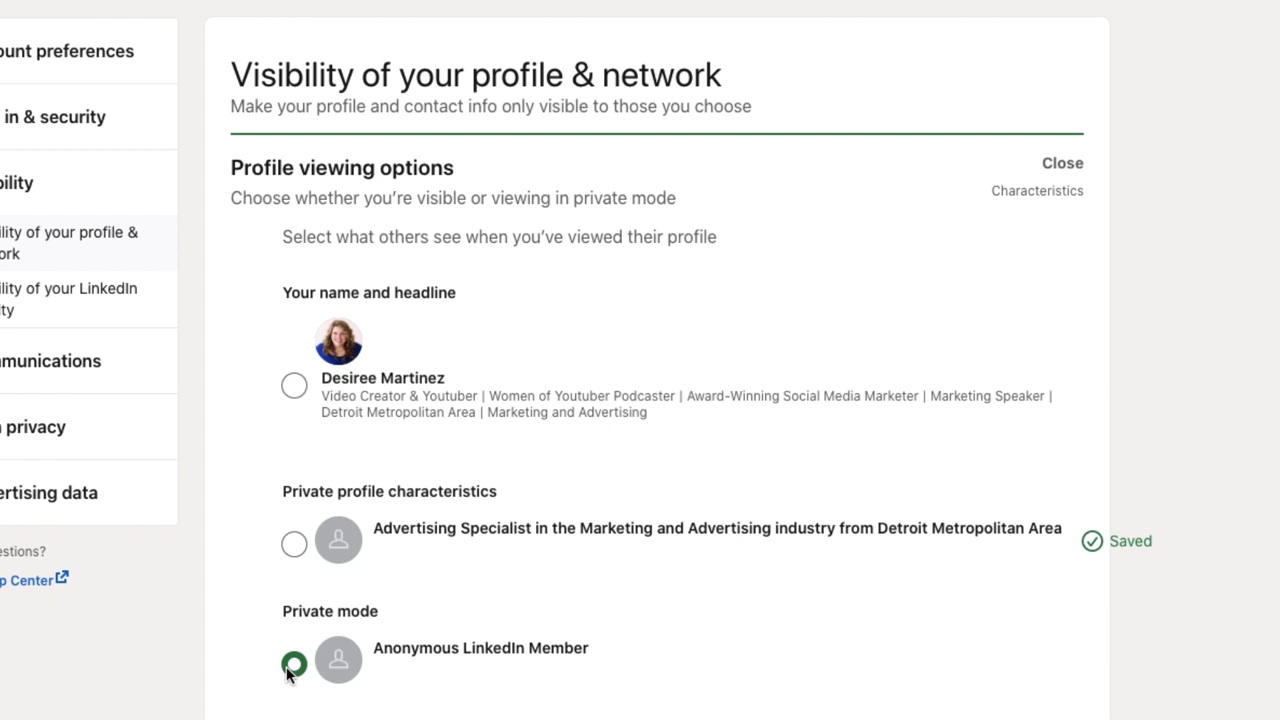 ount preferences
in & security
bility
ility of your profile &
ork
ility of your LinkedIn
ity
mmunications
a privacy
ertising data
estions?
p Center
Visibility of your profile & network
Make your profile and contact info only visible to those you choose
Profile viewing options
Close
Choose whether you’re visible or viewing in private mode
Characteristics
Select what others see when you’ve viewed their profile
Your name and headline
Desiree Martinez
Video Creator & Youtuber | Women of Youtuber Podcaster | Award-Winning Social Media Marketer | Marketing Speaker |
Detroit Metropolitan Area | Marketing and Advertising
Private profile characteristics
Advertising Specialist in the Marketing and Advertising industry from Detroit Metropolitan Area
Saved
Private mode
Anonymous LinkedIn Member